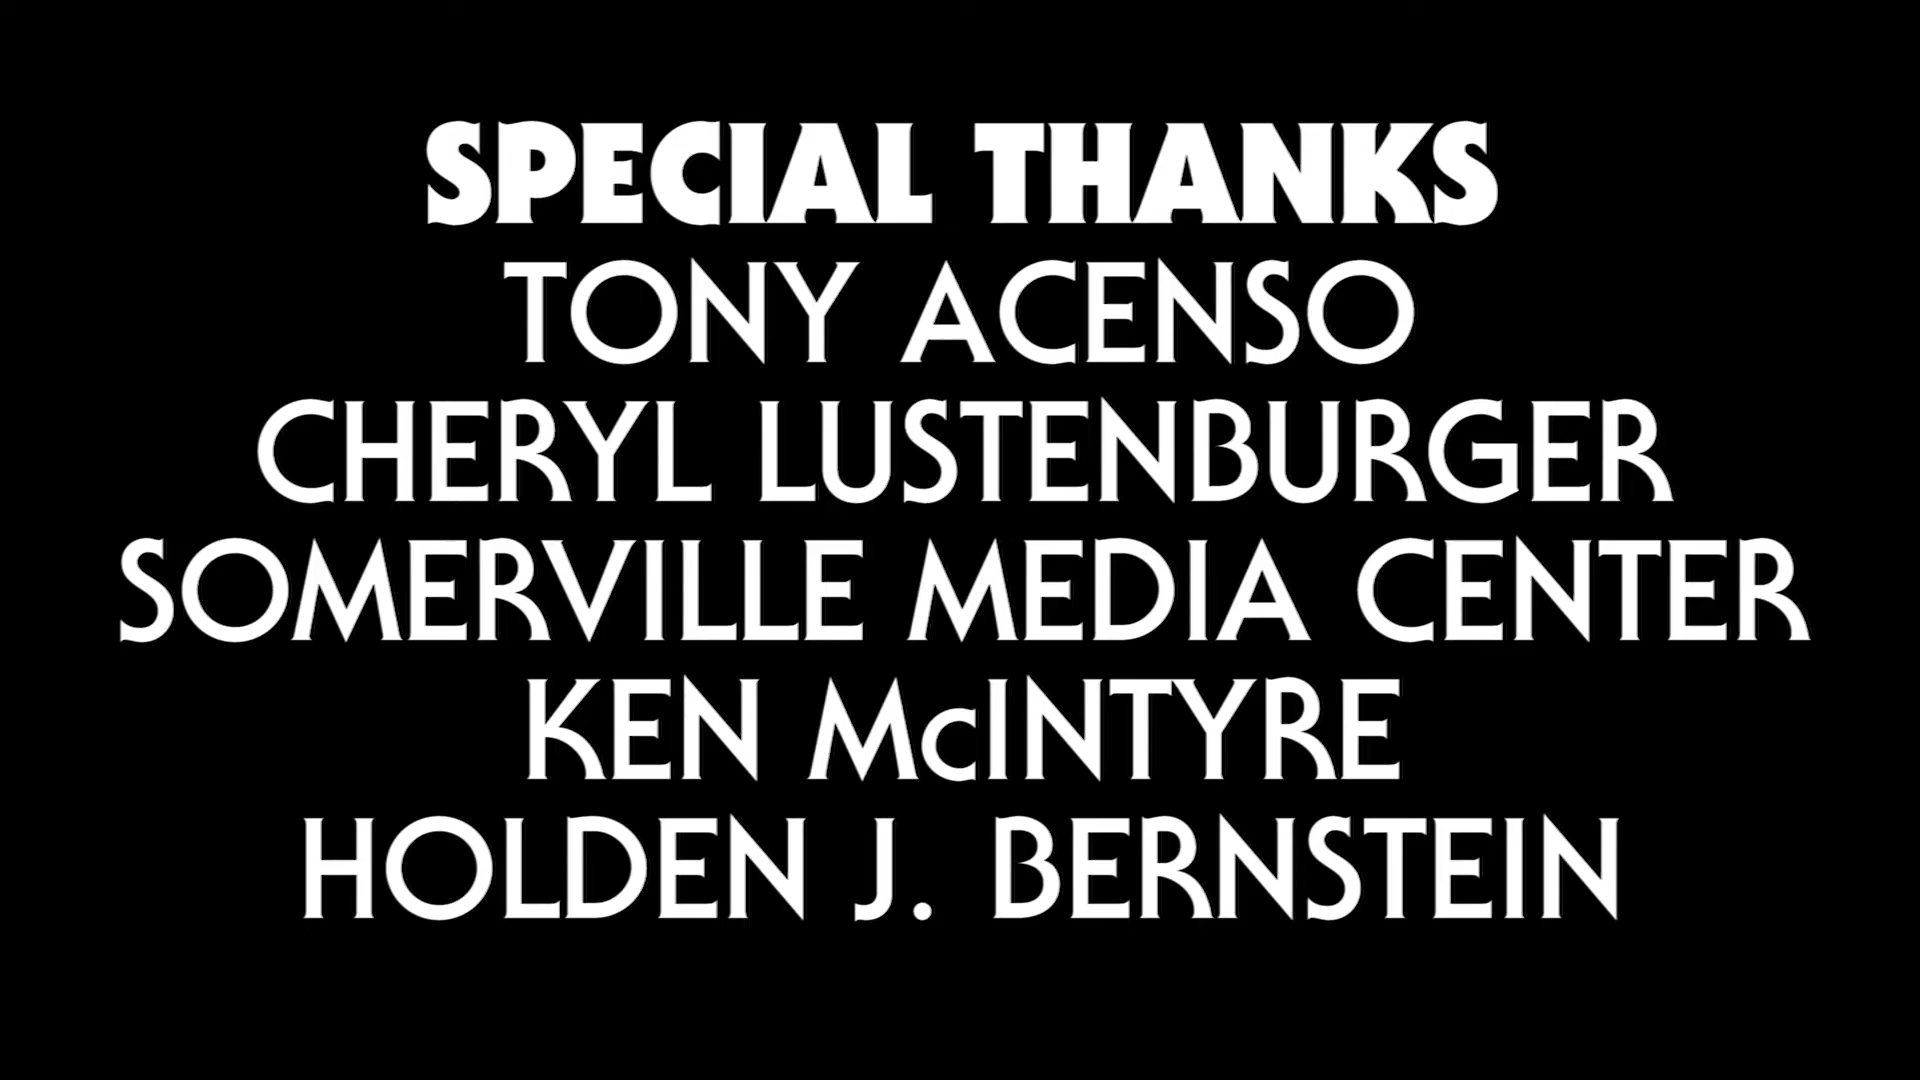 SPECIAL THANKS
TONY ACENSO
CHERYL LUSTENBURGER
SOMERVILLE MEDIA CENTER
KEN McINTYRE
HOLDEN J. BERNSTEIN